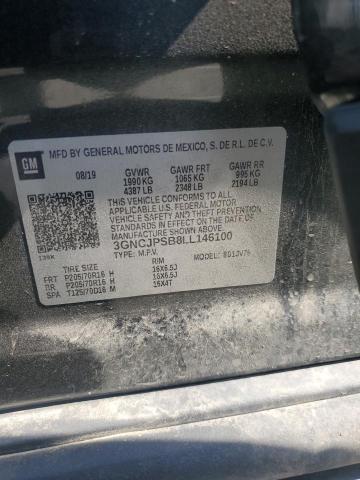 GM
MFD BY GENERAL MOTORS DE MEXICO, S. DE R.L. DE C.V.
08/19 GVWR GAWR FRT GAWR RR
1990 KG 1065 KG 995 KG
4387 LB 2348 LB 2194 LB
THIS VEHICLE CONFORMS TO ALL
APPLICABLE U.S. FEDERAL MOTOR
VEHICLE SAFETY AND THEFT PREVENTION
STANDARDS IN EFFECT ON THE DATE OF
MANUFACTURE SHOWN ABOVE.
3GNCJPSB8LL146100
TYPE: M.P.V. MODEL:
TIRE SIZE RIM
FRT P205/70R16 H 16X6.5J
RR P205/70R16 H 16X6.5J
SPA T125/70D16 M 16X4T